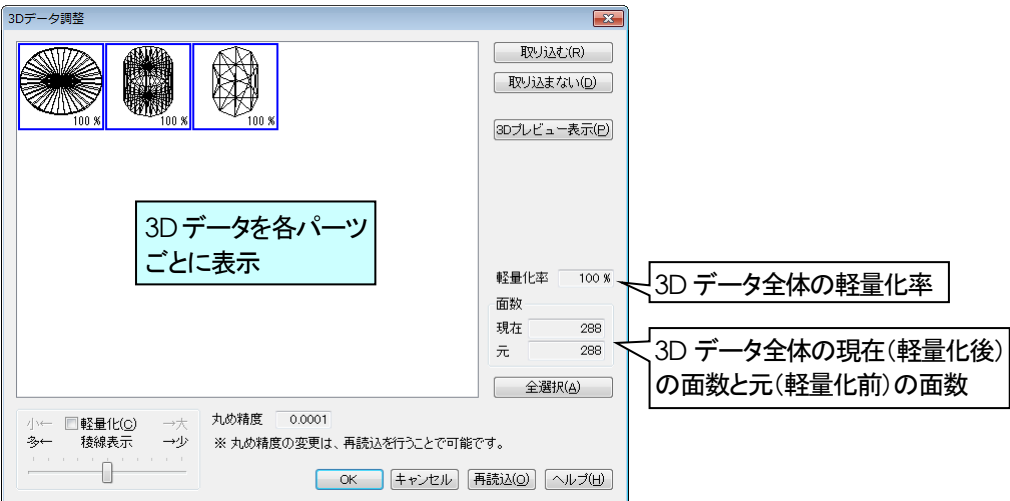 3Dデータ調整
100 %
100 %
100 %
取り込む(R)
取り込まない(D)
3Dプレビュー表示(P)
3Dデータを各パーツ
ごとに表示
軽量化率 100 %
3D データ全体の軽量化率
面数
現在 288
元 288
3D データ全体の現在(軽量化後)
の面数と元(軽量化前)の面数
全選択(A)
小← 軽量化(C) →大
多← 稜線表示 →少
丸め精度 0.0001
※ 丸め精度の変更は、再読込を行うことで可能です。
OK
キャンセル
再読込(O)
ヘルプ(H)